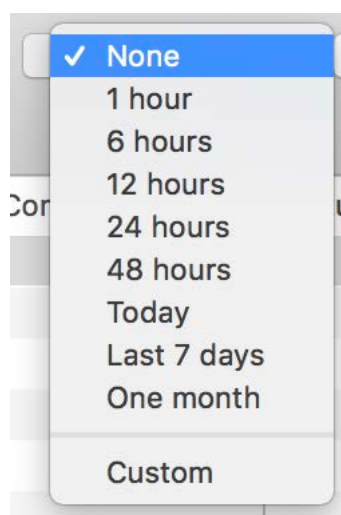 None
1 hour
6 hours
12 hours
24 hours
48 hours
Today
Last 7 days
One month
Custom